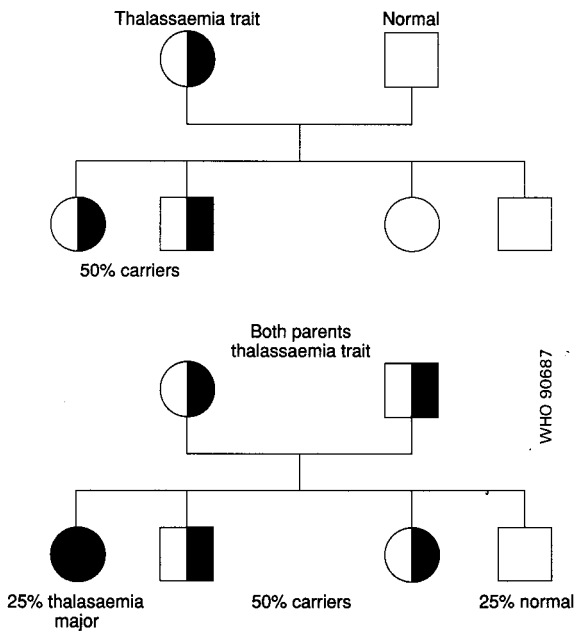 Thalassaemia trait
Normal
50% carriers
Both parents
thalassaemia trait
WHO 90687
25% thalasaemia
major
50% carriers
25% normal